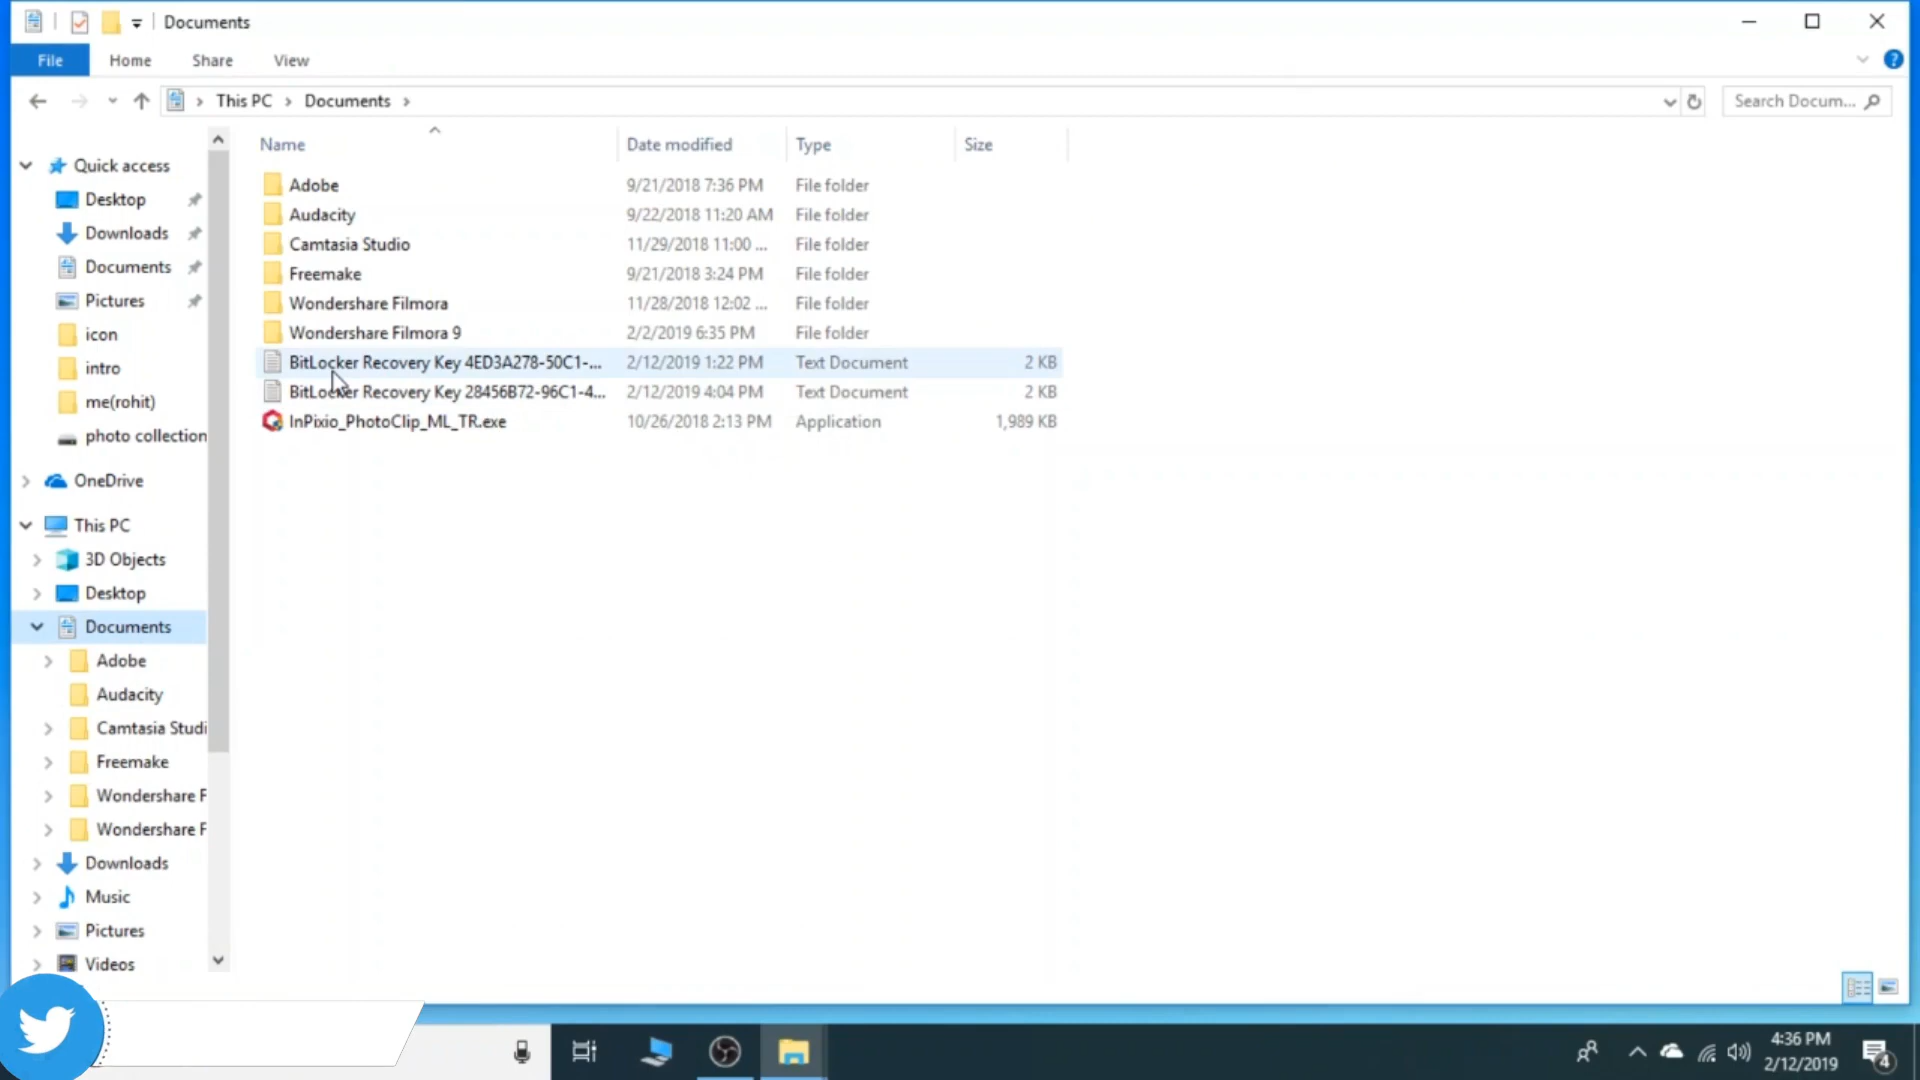 Documents
File Home Share View
This PC Documents
Search Docum...
Name Date modified Type Size
Quick access
Desktop
Downloads
Documents
Pictures
icon
intro
me(rohit)
photo collection
OneDrive
This PC
3D Objects
Desktop
Documents
Adobe
Audacity
Camtasia Studi
Freemake
Wondershare F
Wondershare F
Downloads
Music
Pictures
Videos
Adobe 9/21/2018 7:36 PM File folder
Audacity 9/22/2018 11:20 AM File folder
Camtasia Studio 11/29/2018 11:00 ... File folder
Freemake 9/21/2018 3:24 PM File folder
Wondershare Filmora 11/28/2018 12:02 ... File folder
Wondershare Filmora 9 2/2/2019 6:35 PM File folder
BitLocker Recovery Key 4ED3A278-50C1-... 2/12/2019 1:22 PM Text Document 2 KB
BitLocker Recovery Key 28456B72-96C1-4... 2/12/2019 4:04 PM Text Document 2 KB
InPixio_PhotoClip_ML_TR.exe 10/26/2018 2:13 PM Application 1,989 KB
4:36 PM
2/12/2019
4